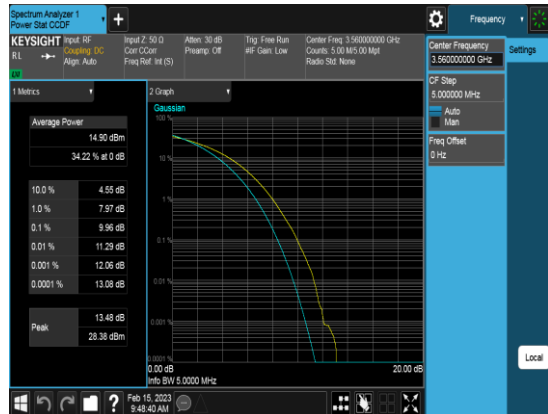 Spectrum Analyzer 1
Power Stat CCDF
+
Frequency
KEYSIGHT
Input: RF
Coupling: DC
Align: Auto
Input Z: 50 Ω
Corr CCorr
Freq Ref: Int (S)
Atten: 30 dB
Preamp: Off
Trig: Free Run
#IF Gain: Low
Center Freq: 3.560000000 GHz
Counts: 5.00 M/5.00 Mpt
Radio Std: None
RL
Center Frequency
3.560000000 GHz
Settings
CF Step
5.000000 MHz
Auto
Man
Freq Offset
0 Hz
1 Metrics
2 Graph
Gaussian
Average Power
14.90 dBm
34.22 % at 0 dB
10.0 % 4.55 dB
1.0 % 7.97 dB
0.1 % 9.96 dB
0.01 % 11.29 dB
0.001 % 12.06 dB
0.0001 % 13.08 dB
Peak
13.48 dB
28.38 dBm
100 %
10 %
1 %
0.1 %
0.01 %
0.001 %
0.0001 %
0.00 dB
20.00 dB
Info BW 5.0000 MHz
Local
?
Feb 15, 2023
9:48:40 AM